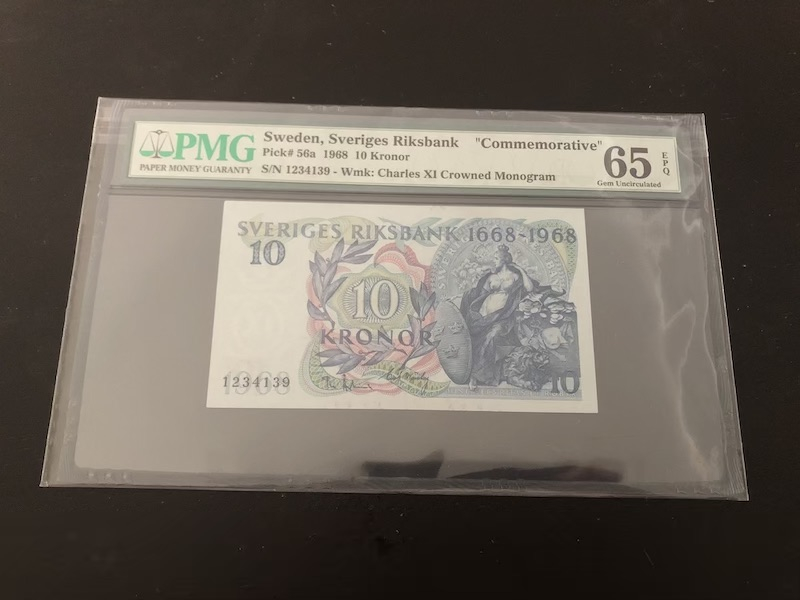 PMG
PAPER MONEY GUARANTY
Sweden, Sveriges Riksbank "Commemorative"
Pick# 56a 1968 10 Kronor
S/N 1234139 - Wmk: Charles XI Crowned Monogram
65 EPQ
Gem Uncirculated
SVERIGES RIKSBANK 1668-1968
10
10
KRONOR
1968
1234139
10